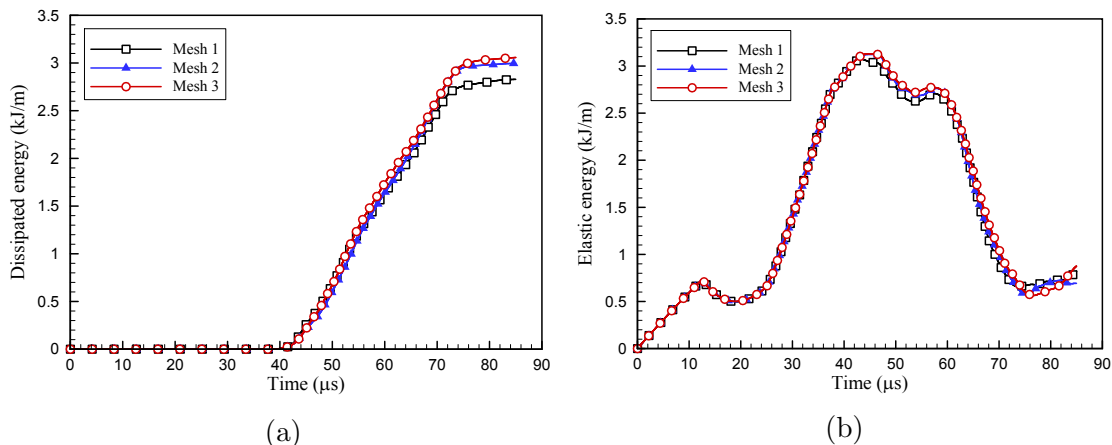 Dissipated energy (kJ/m)
3.5
3
2.5
2
1.5
1
0.5
0
Mesh 1
Mesh 2
Mesh 3
0 10 20 30 40 50 60 70 80 90
Time (μs)
(a)
Elastic energy (kJ/m)
3.5
3
2.5
2
1.5
1
0.5
0
Mesh 1
Mesh 2
Mesh 3
0 10 20 30 40 50 60 70 80 90
Time (μs)
(b)